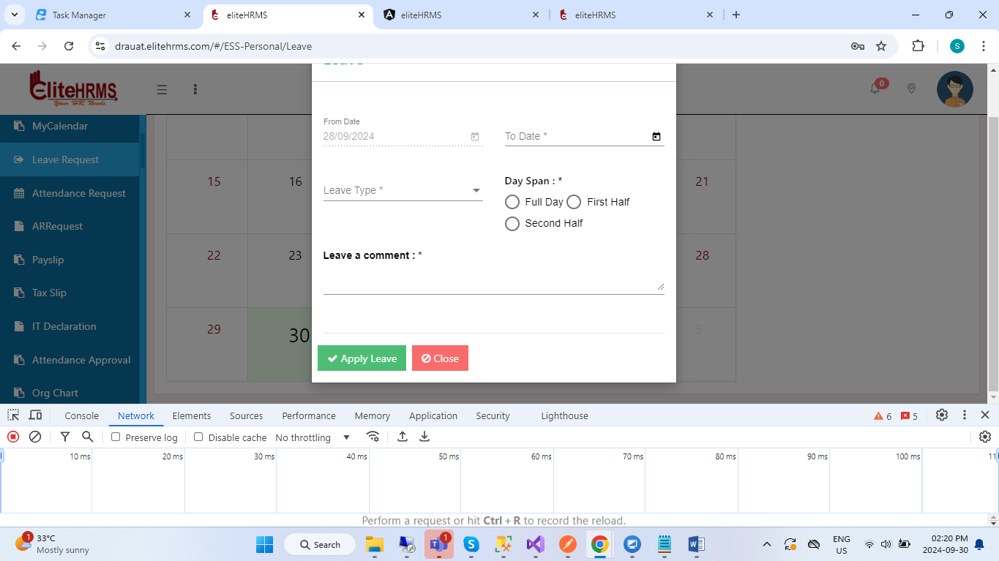 Task Manager
eliteHRMS
eliteHRMS
eliteHRMS
drauat.elitehrms.com/#/ESS-Personal/Leave
S
EliteHRMS
Your HR Needs
0
MyCalendar
Leave Request
Attendance Request
ARRequest
Payslip
Tax Slip
IT Declaration
Attendance Approval
Org Chart
Leave
From Date
28/09/2024
To Date *
Leave Type *
Day Span : *
Full Day First Half
Second Half
Leave a comment : *
Apply Leave Close
15 16 21
22 23 28
29 30 5
Console Network Elements Sources Performance Memory Application Security Lighthouse 6 5
Preserve log Disable cache No throttling
10 ms 20 ms 30 ms 40 ms 50 ms 60 ms 70 ms 80 ms 90 ms 100 ms 11
Perform a request or hit Ctrl + R to record the reload.
1
33°C
Mostly sunny
Search
1
ENG
US
02:20 PM
2024-09-30